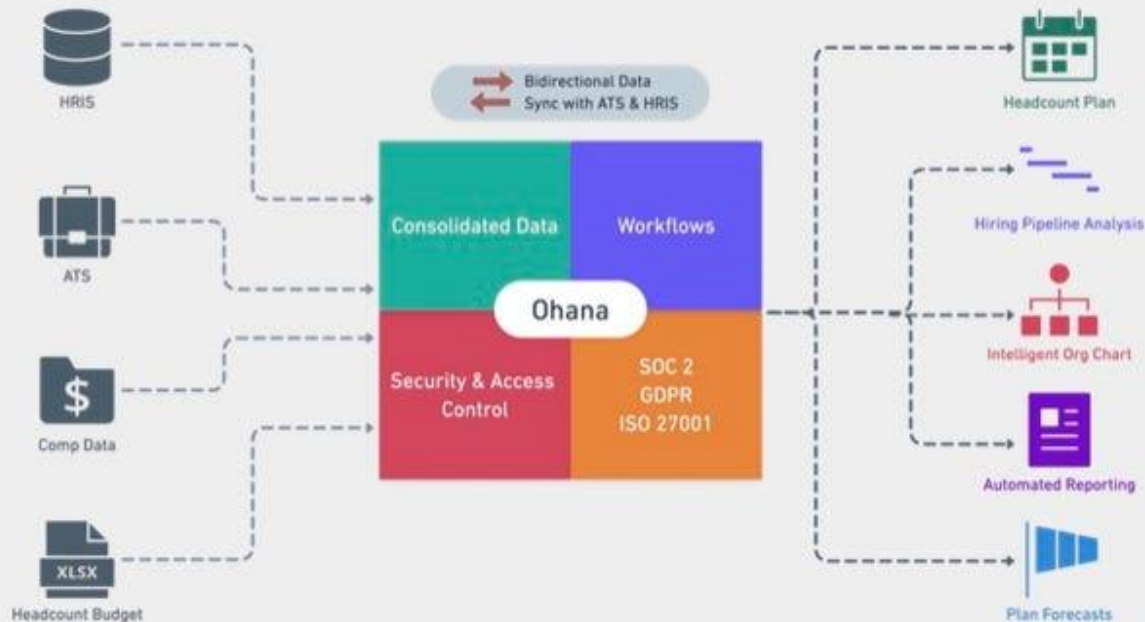 HRIS
ATS
Comp Data
XLSX
Headcount Budget
Bidirectional Data
Sync with ATS & HRIS
Consolidated Data
Workflows
Ohana
Security & Access
Control
SOC 2
GDPR
ISO 27001
Headcount Plan
Hiring Pipeline Analysis
Intelligent Org Chart
Automated Reporting
Plan Forecasts